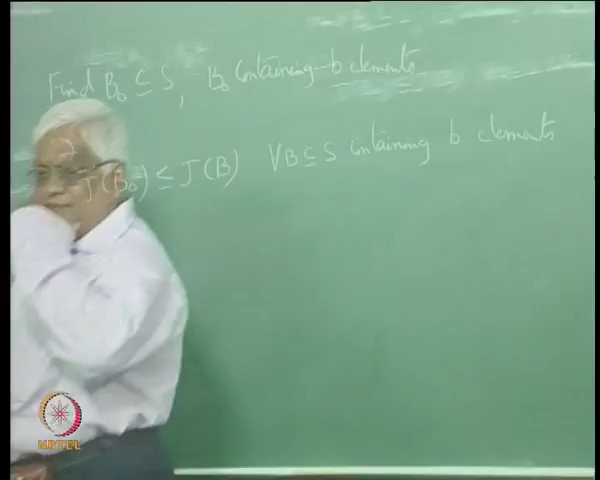 Find B₀ ⊆ S, B₀ Containing b elements
∋ J(B₀) ≤ J(B) ∀B ⊆ S Containing b elements
NPTEL